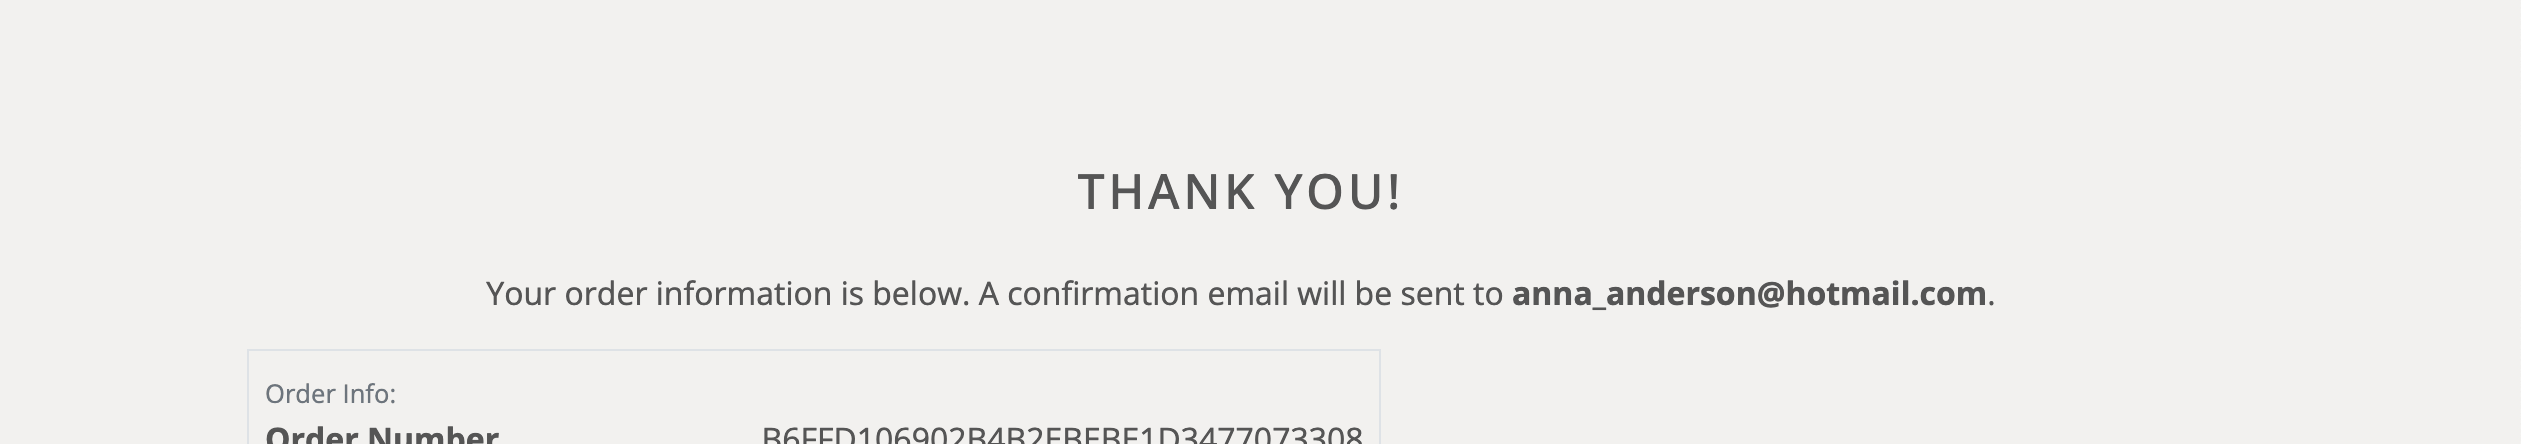 THANK YOU!
Your order information is below. A confirmation email will be sent to anna_anderson@hotmail.com.
Order Info:
Order Number